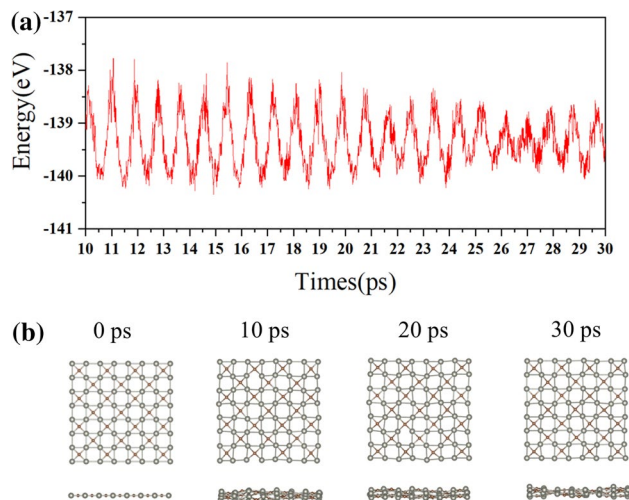 (a)
-137
-138
-139
-140
-141
Energy(eV)
10 11 12 13 14 15 16 17 18 19 20 21 22 23 24 25 26 27 28 29 30
Times(ps)
(b)
0 ps 10 ps 20 ps 30 ps